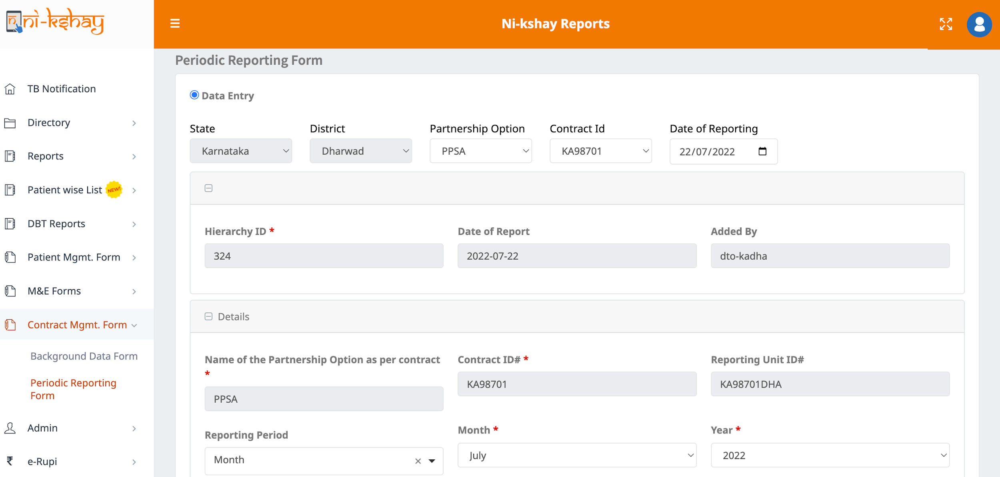 ni-kshay
Ni-kshay Reports
TB Notification
Directory
Reports
Patient wise List NEW!
DBT Reports
Patient Mgmt. Form
M&E Forms
Contract Mgmt. Form
Background Data Form
Periodic Reporting
Form
Admin
₹ e-Rupi
Periodic Reporting Form
Data Entry
State District Partnership Option Contract Id Date of Reporting
Karnataka Dharwad PPSA KA98701 22/07/2022
Hierarchy ID * Date of Report Added By
324 2022-07-22 dto-kadha
Details
Name of the Partnership Option as per contract
*
PPSA
Contract ID# *
KA98701
Reporting Unit ID#
KA98701DHA
Reporting Period
Month
Month *
July
Year *
2022